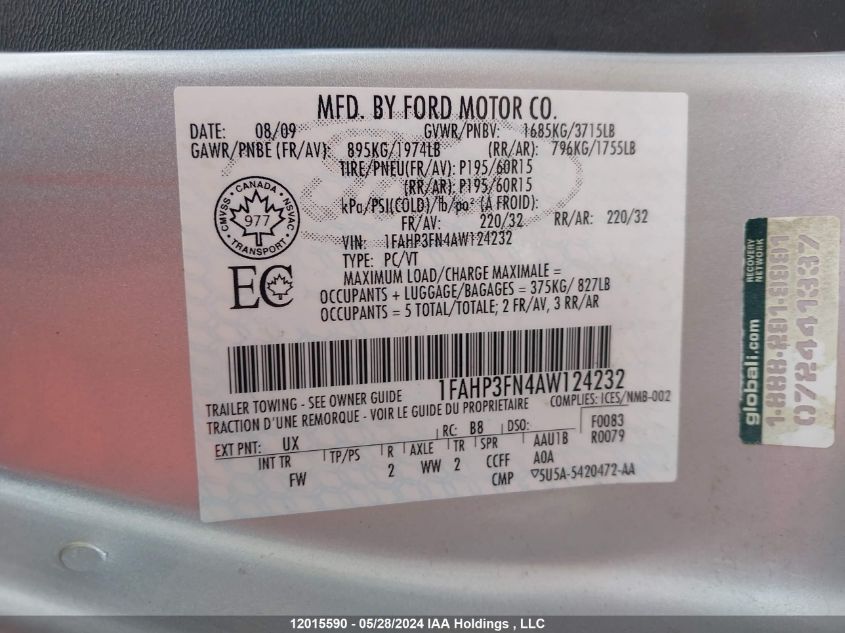 MFD. BY FORD MOTOR CO.
DATE: 08/09 GVWR/PNBV: 1685KG/3715LB
GAWR/PNBE (FR/AV): 895KG/1974LB (RR/AR): 796KG/1755LB
TIRE/PNEU(FR/AV): P195/60R15
(RR/AR): P195/60R15
kPa/PSI(COLD)/lb/po² (A FROID):
FR/AV: 220/32 RR/AR: 220/32
VIN: 1FAHP3FN4AW124232
TYPE: PC/VT
MAXIMUM LOAD/CHARGE MAXIMALE =
OCCUPANTS + LUGGAGE/BAGAGES = 375KG/ 827LB
OCCUPANTS = 5 TOTAL/TOTALE; 2 FR/AV, 3 RR/AR
CANADA
CMVSS 977 NSVAC
TRANSPORT
EC
1FAHP3FN4AW124232
TRAILER TOWING - SEE OWNER GUIDE COMPLIES: ICES/NMB-002
TRACTION D'UNE REMORQUE - VOIR LE GUIDE DU PROPRIETAIRE
RC: B8 DSO: F0083
EXT PNT: UX R0079
INT TR TP/PS R AXLE TR SPR AAU1B
FW 2 WW 2 CCFF A0A
CMP 5U5A-5420472-AA
RECOVERY
NETWORK
globali.com
1-888-291-8881
072441337
12015590 - 05/28/2024 IAA Holdings , LLC